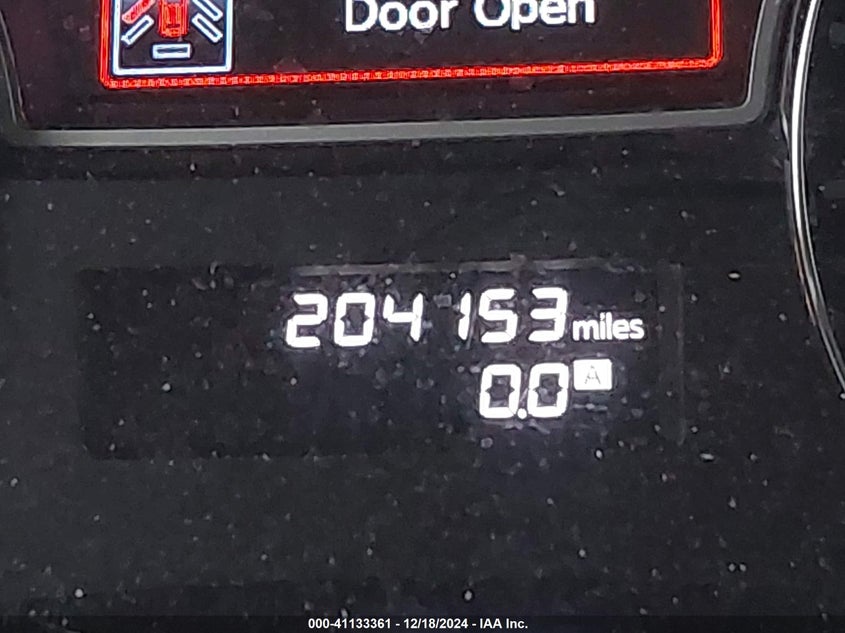 Door Open
204153 miles
0.0 A
000-41133361 - 12/18/2024 - IAA Inc.